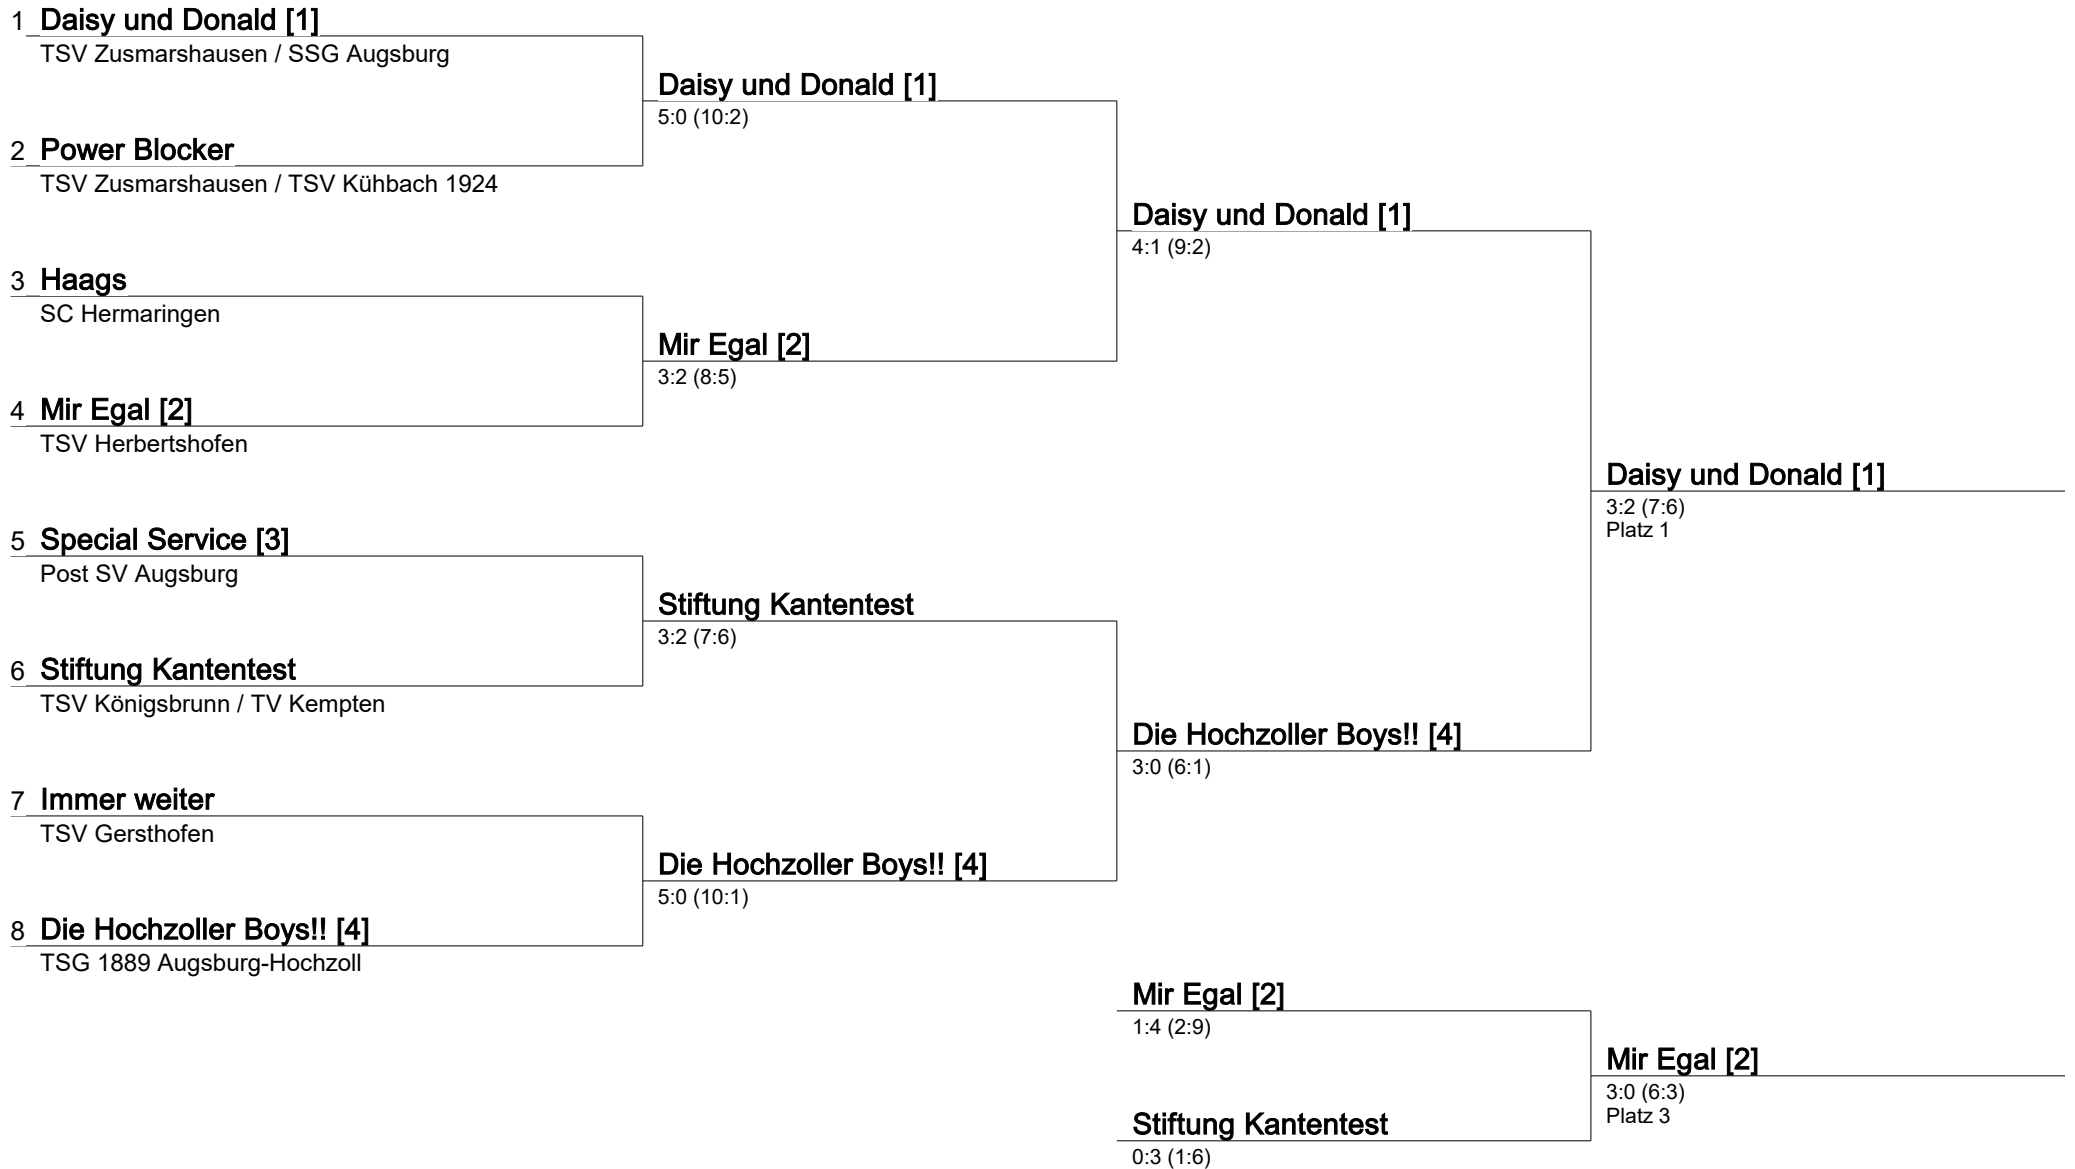 1 Daisy und Donald [1]
TSV Zusmarshausen / SSG Augsburg
2 Power Blocker
TSV Zusmarshausen / TSV Kühbach 1924
3 Haags
SC Hermaringen
4 Mir Egal [2]
TSV Herbertshofen
5 Special Service [3]
Post SV Augsburg
6 Stiftung Kantentest
TSV Königsbrunn / TV Kempten
7 Immer weiter
TSV Gersthofen
8 Die Hochzoller Boys!! [4]
TSG 1889 Augsburg-Hochzoll
Daisy und Donald [1]
5:0 (10:2)
Mir Egal [2]
3:2 (8:5)
Stiftung Kantentest
3:2 (7:6)
Die Hochzoller Boys!! [4]
5:0 (10:1)
Daisy und Donald [1]
4:1 (9:2)
Die Hochzoller Boys!! [4]
3:0 (6:1)
Daisy und Donald [1]
3:2 (7:6)
Platz 1
Mir Egal [2]
1:4 (2:9)
Stiftung Kantentest
0:3 (1:6)
Mir Egal [2]
3:0 (6:3)
Platz 3